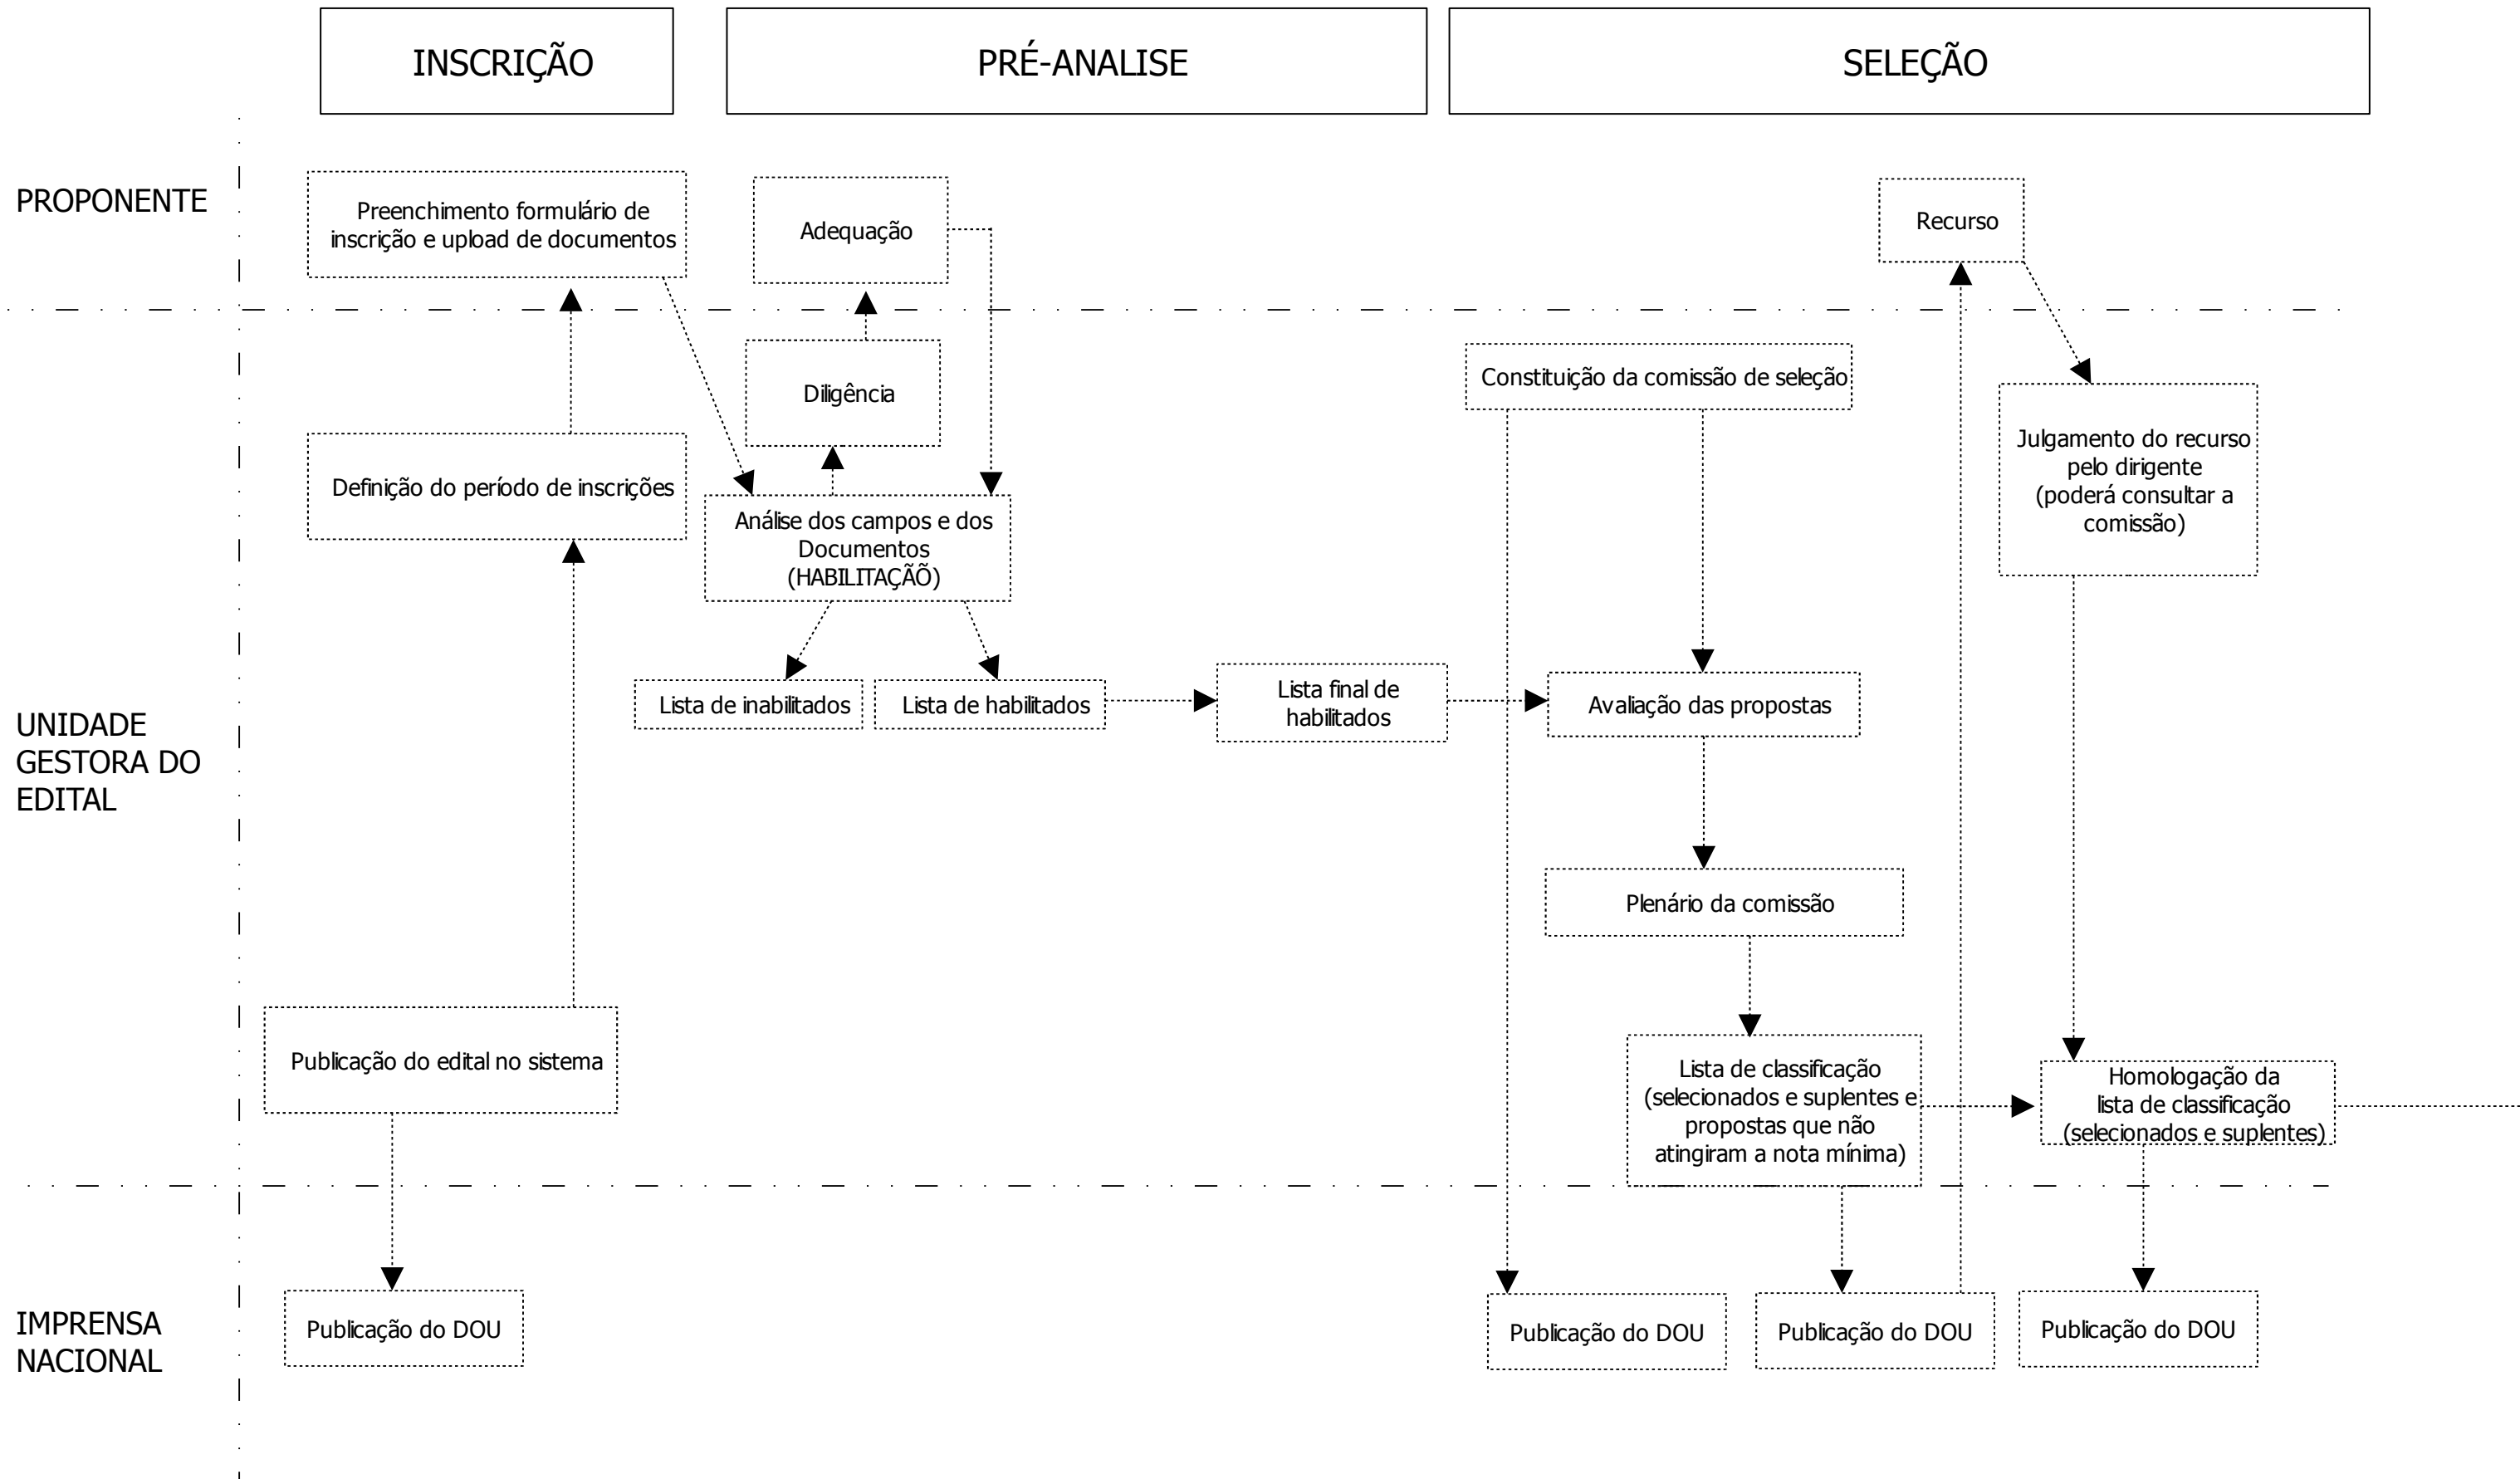 INSCRIÇÃO
PRÉ-ANALISE
SELEÇÃO
PROPONENTE
Preenchimento formulário de
inscrição e upload de documentos
Adequação
Recurso
UNIDADE
GESTORA DO
EDITAL
Definição do período de inscrições
Diligência
Análise dos campos e dos
Documentos
(HABILITAÇÃÕ)
Constituição da comissão de seleção
Julgamento do recurso
pelo dirigente
(poderá consultar a
comissão)
Lista de inabilitados
Lista de habilitados
Lista final de
habilitados
Avaliação das propostas
Plenário da comissão
Publicação do edital no sistema
Lista de classificação
(selecionados e suplentes e
propostas que não
atingiram a nota mínima)
Homologação da
lista de classificação
(selecionados e suplentes)
IMPRENSA
NACIONAL
Publicação do DOU
Publicação do DOU
Publicação do DOU
Publicação do DOU